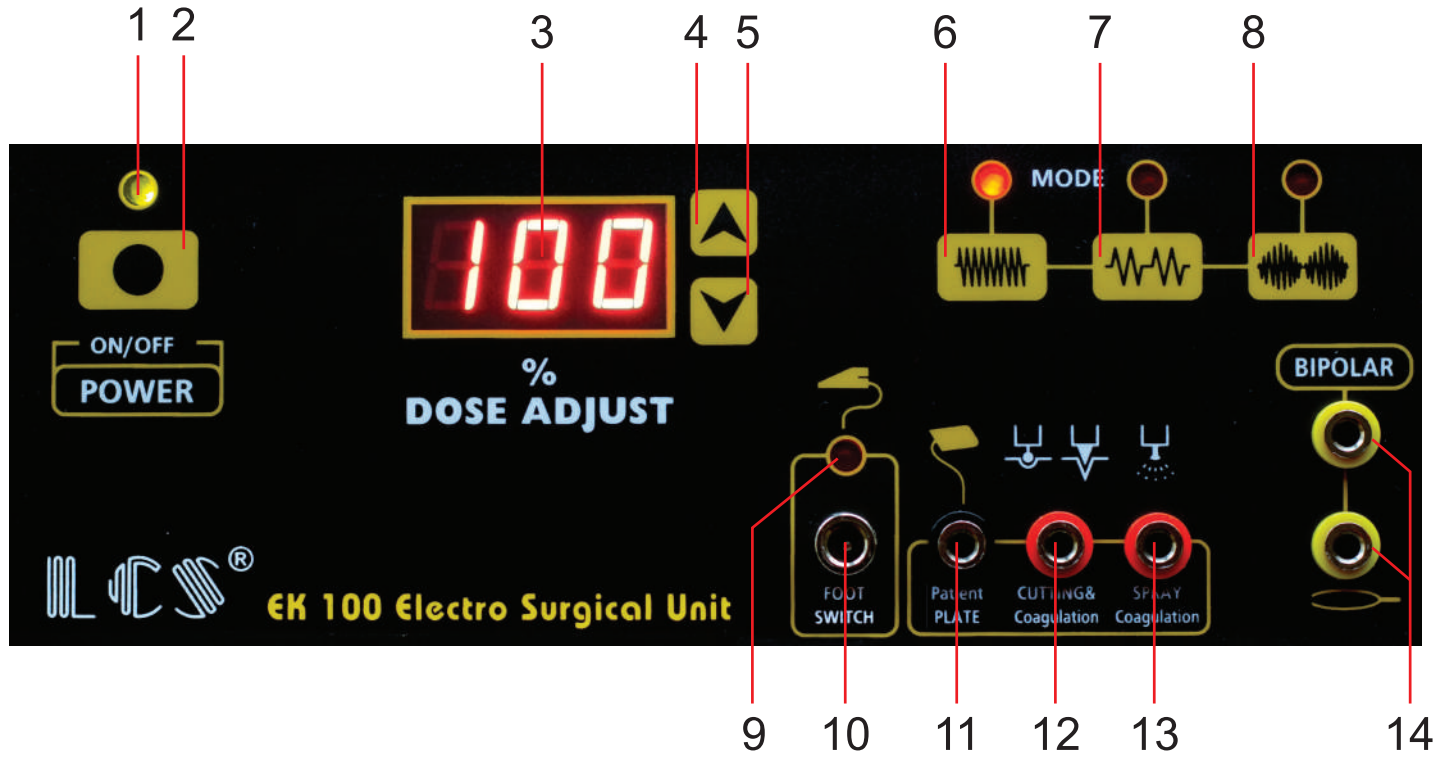 1 2 3 4 5 6 7 8
MODE
100
ON/OFF
POWER
%
DOSE ADJUST
BIPOLAR
LCS®
EK 100 Electro Surgical Unit
FOOT
SWITCH
Patient
PLATE
CUTTING&
Coagulation
SPRAY
Coagulation
9 10 11 12 13 14